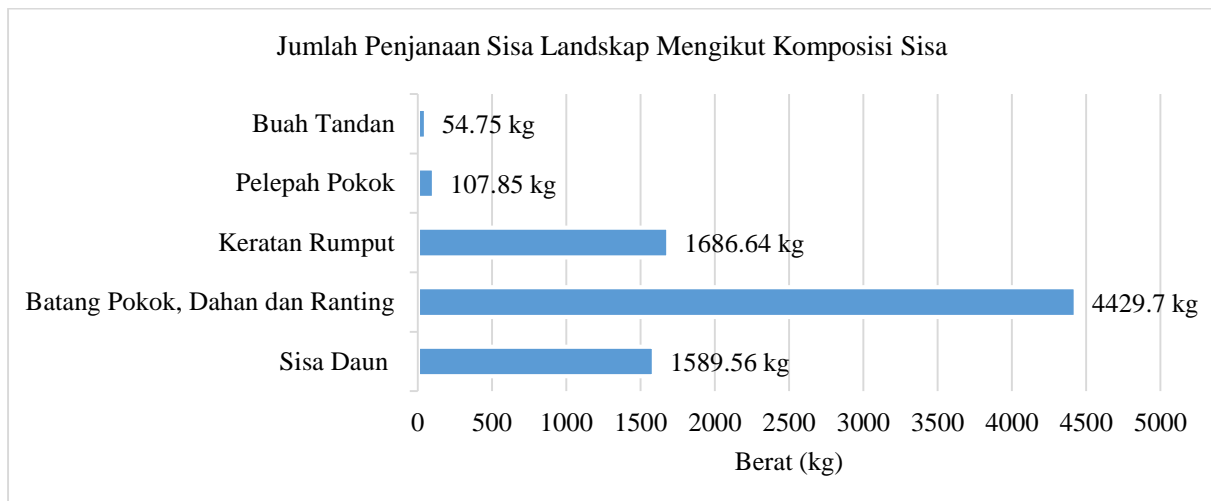 Jumlah Penjanaan Sisa Landskap Mengikut Komposisi Sisa
Buah Tandan 54.75 kg
Pelepah Pokok 107.85 kg
Keratan Rumput 1686.64 kg
Batang Pokok, Dahan dan Ranting 4429.7 kg
Sisa Daun 1589.56 kg
0 500 1000 1500 2000 2500 3000 3500 4000 4500 5000
Berat (kg)